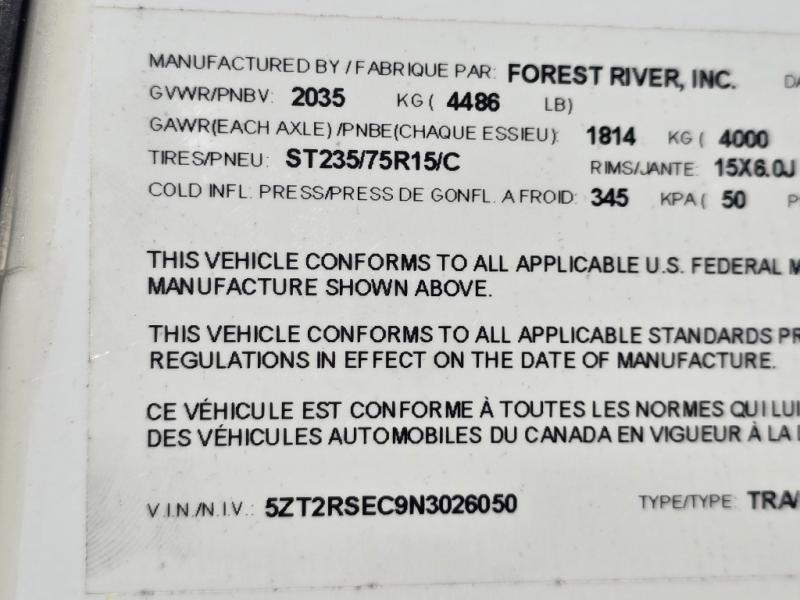 MANUFACTURED BY / FABRIQUE PAR: FOREST RIVER, INC.
GVWR/PNBV: 2035 KG ( 4486 LB)
GAWR(EACH AXLE) /PNBE(CHAQUE ESSIEU): 1814 KG ( 4000
TIRES/PNEU: ST235/75R15/C RIMS/JANTE: 15X6.0J
COLD INFL. PRESS/PRESS DE GONFL. A FROID: 345 KPA ( 50
THIS VEHICLE CONFORMS TO ALL APPLICABLE U.S. FEDERAL
MANUFACTURE SHOWN ABOVE.
THIS VEHICLE CONFORMS TO ALL APPLICABLE STANDARDS
REGULATIONS IN EFFECT ON THE DATE OF MANUFACTURE.
CE VÉHICULE EST CONFORME À TOUTES LES NORMES QUI LUI
DES VÉHICULES AUTOMOBILES DU CANADA EN VIGUEUR À LA
V.I.N./N.I.V.: 5ZT2RSEC9N3026050 TYPE/TYPE: TRA